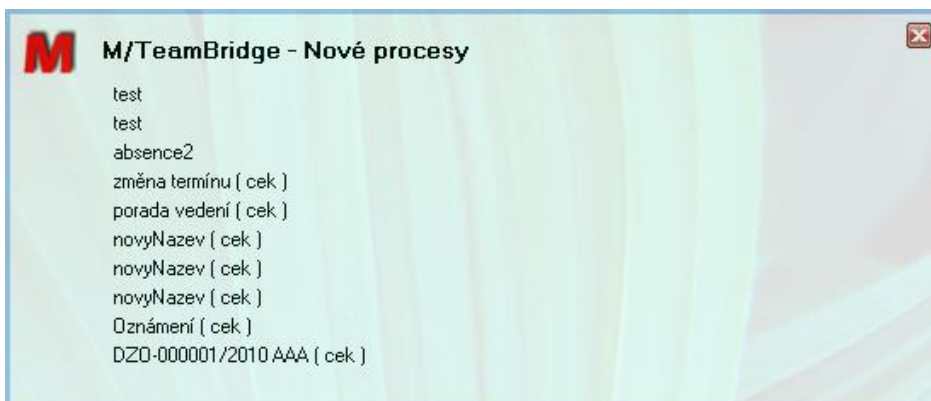 M
M/TeamBridge - Nové procesy
test
test
absence2
změna termínu ( cek )
porada vedení ( cek )
novyNazev ( cek )
novyNazev ( cek )
novyNazev ( cek )
Oznámení ( cek )
DZO-000001/2010 AAA ( cek )